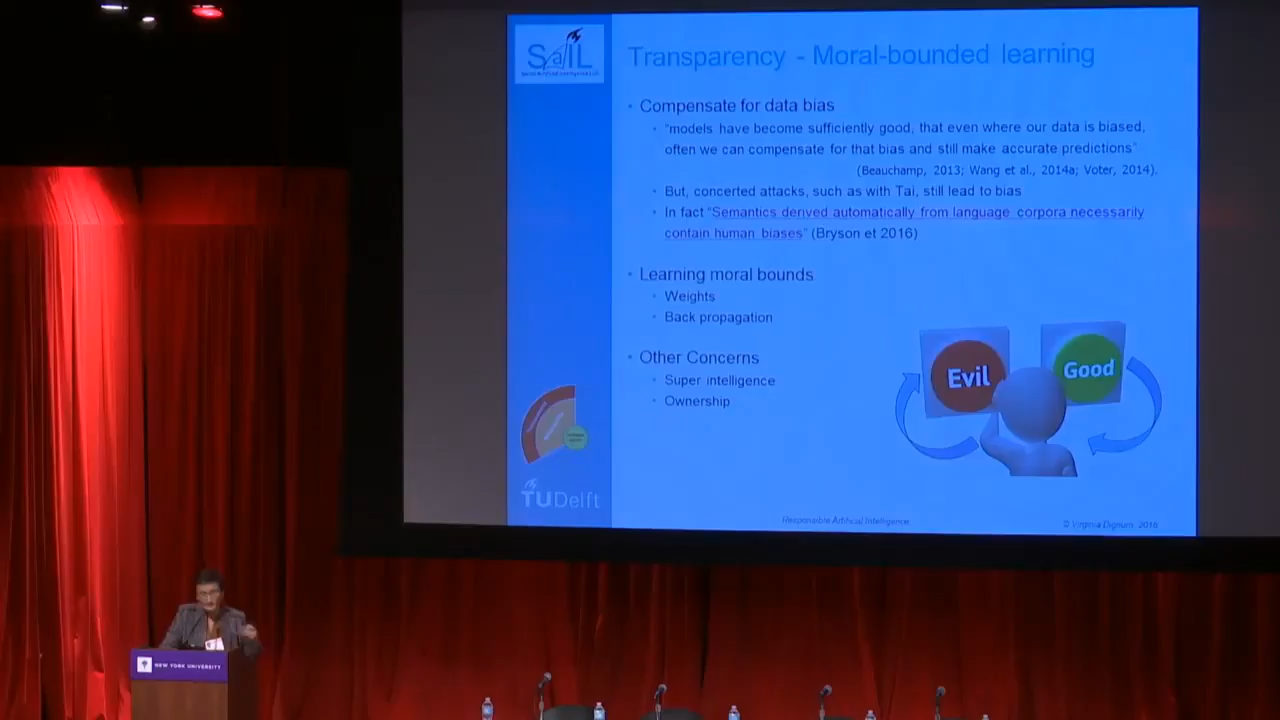 SaIL
Transparency - Moral-bounded learning
• Compensate for data bias
• "models have become sufficiently good, that even where our data is biased,
often we can compensate for that bias and still make accurate predictions"
(Beauchamp, 2013; Wang et al., 2014a; Voter, 2014).
• But, concerted attacks, such as with Tai, still lead to bias
• In fact "Semantics derived automatically from language corpora necessarily
contain human biases" (Bryson et 2016)
• Learning moral bounds
• Weights
• Back propagation
• Other Concerns
• Super intelligence
• Ownership
Evil
Good
TUDelft
Responsible Artificial Intelligence
© Virginia Dignum, 2016
NEW YORK UNIVERSITY